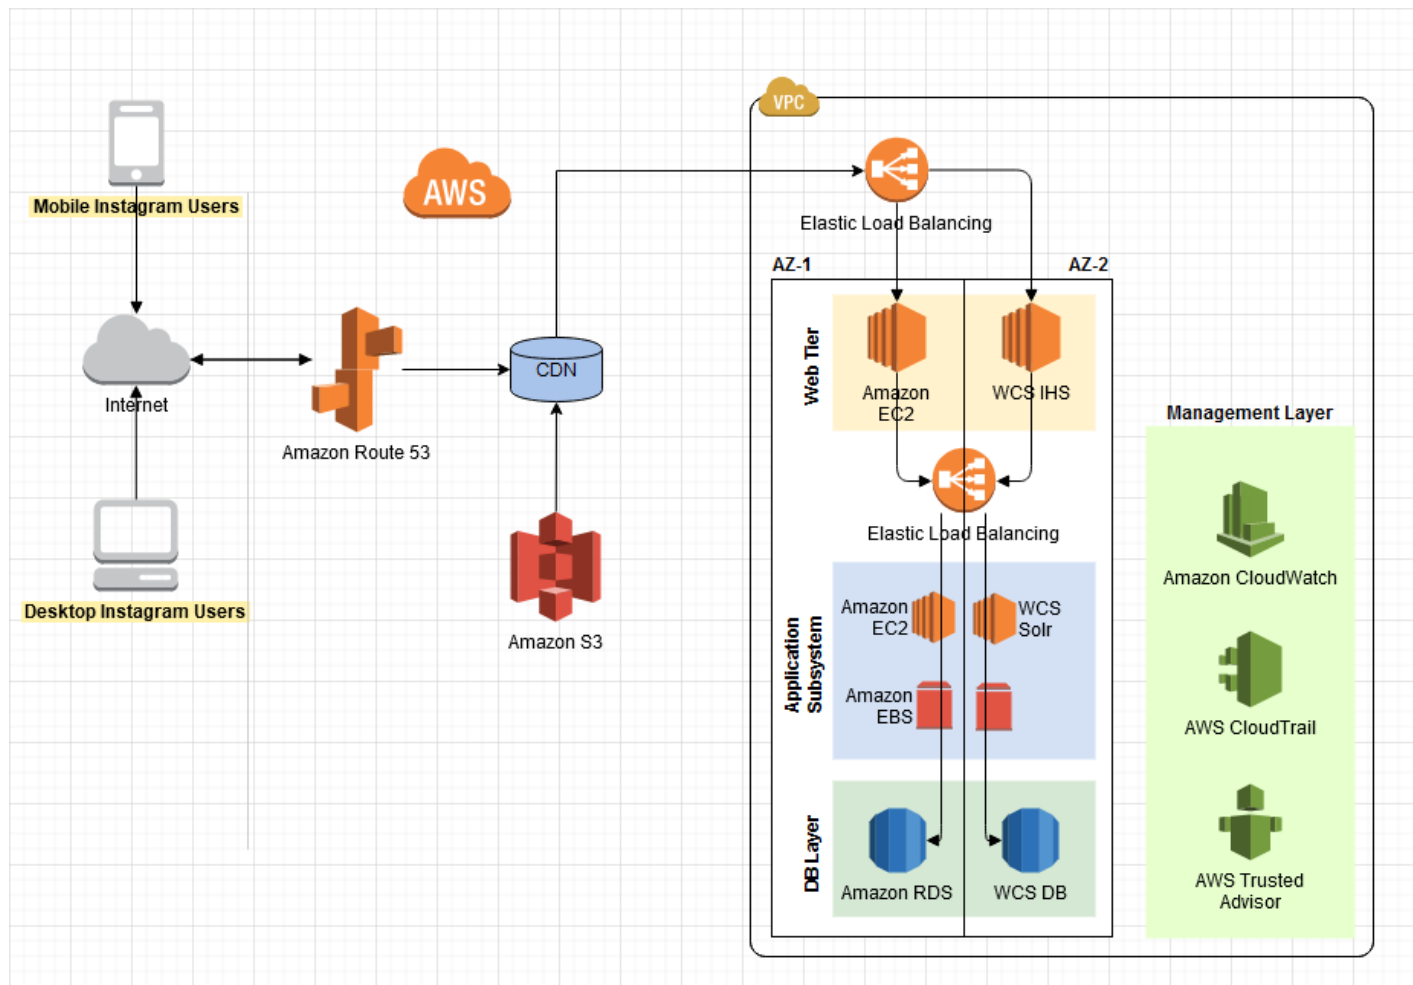 VPC
AWS
Mobile Instagram Users
Elastic Load Balancing
AZ-1
AZ-2
Web Tier
Amazon
EC2
WCS IHS
CDN
Internet
Amazon Route 53
Management Layer
Elastic Load Balancing
Amazon CloudWatch
Desktop Instagram Users
Amazon S3
Application
Subsystem
Amazon
EC2
WCS
Solr
Amazon
EBS
AWS CloudTrail
DB Layer
Amazon RDS
WCS DB
AWS Trusted
Advisor